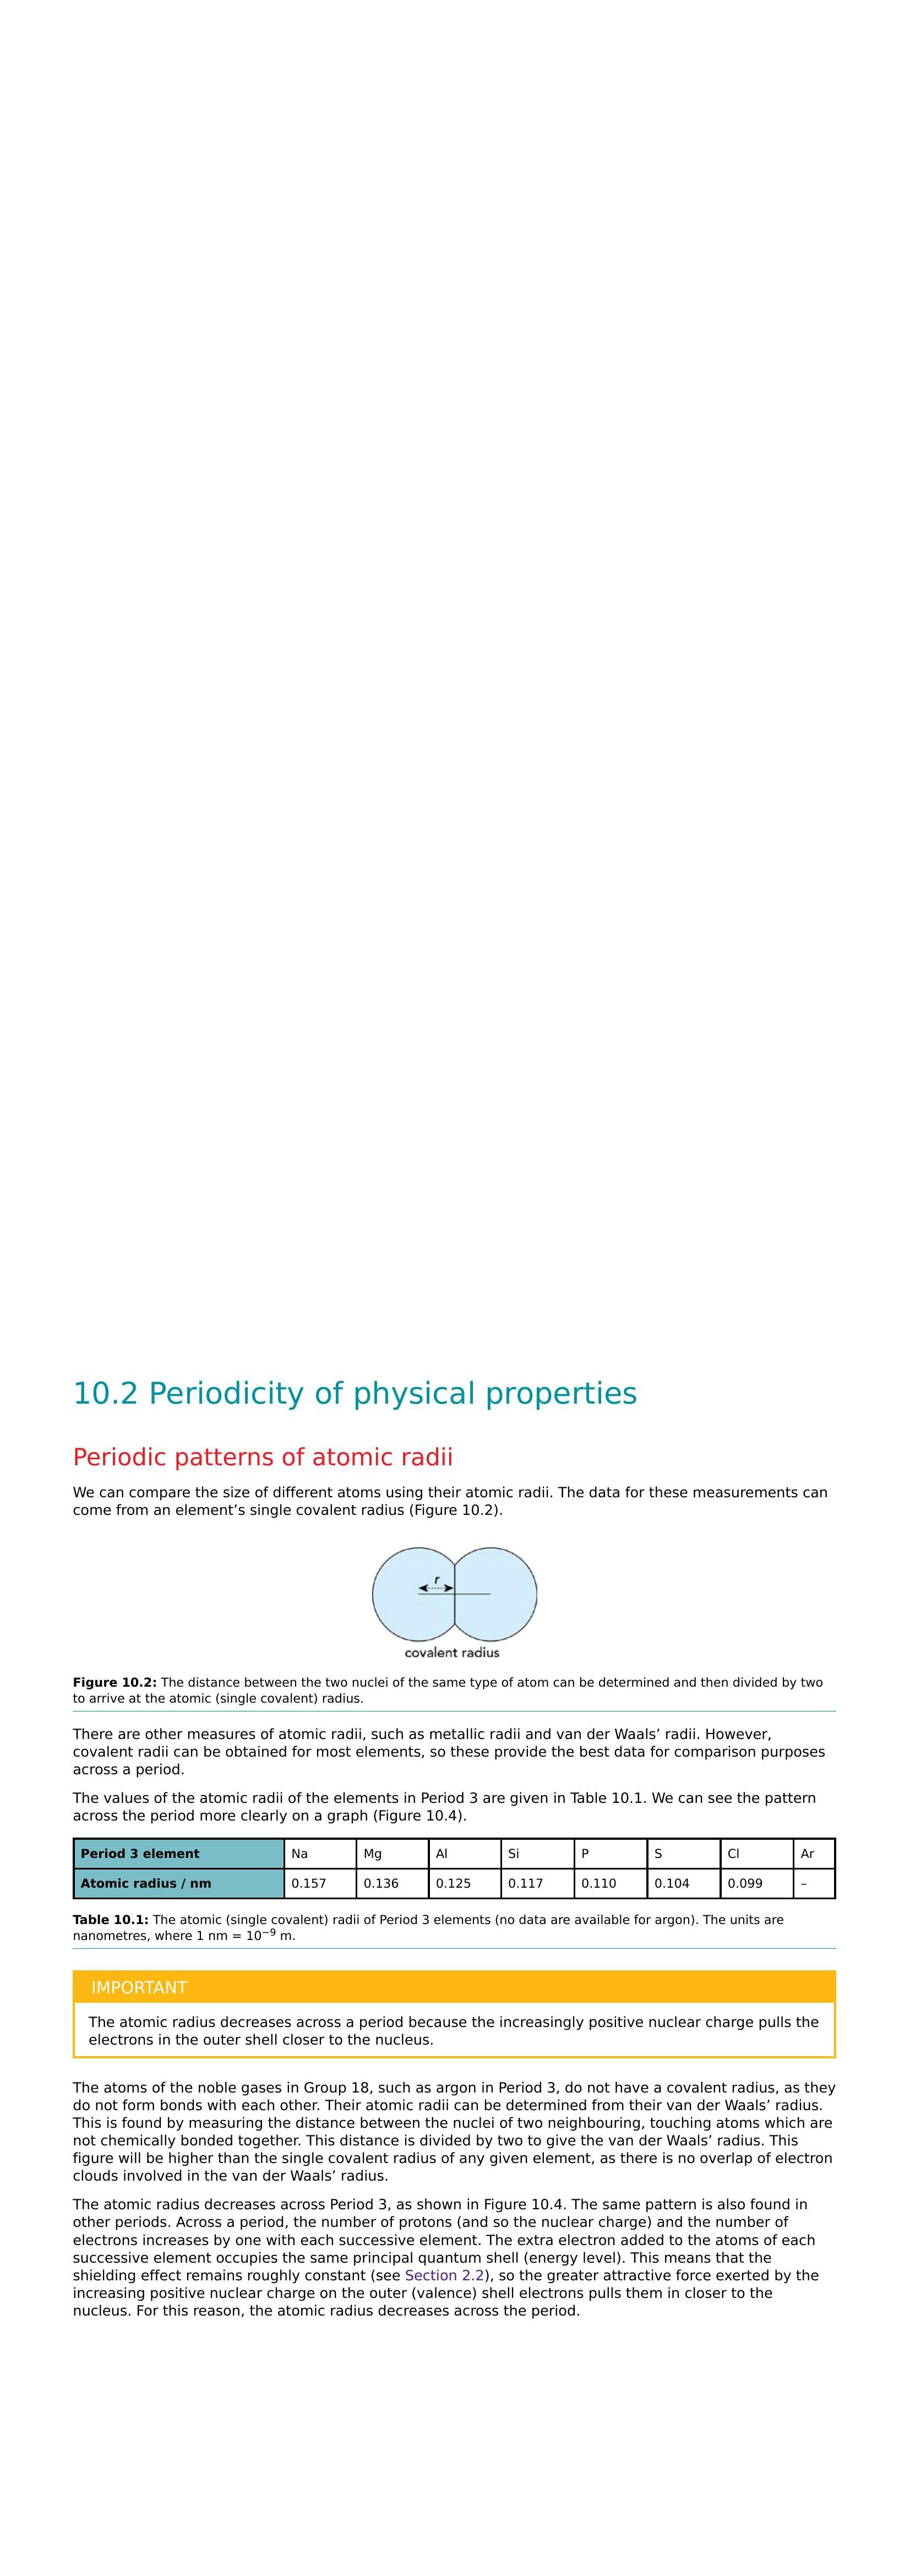 10.2 Periodicity of physical properties
Periodic patterns of atomic radii
We can compare the size of different atoms using their atomic radii. The data for these measurements can
come from an element’s single covalent radius (Figure 10.2).
r
covalent radius
Figure 10.2: The distance between the two nuclei of the same type of atom can be determined and then divided by two
to arrive at the atomic (single covalent) radius.
There are other measures of atomic radii, such as metallic radii and van der Waals’ radii. However,
covalent radii can be obtained for most elements, so these provide the best data for comparison purposes
across a period.
The values of the atomic radii of the elements in Period 3 are given in Table 10.1. We can see the pattern
across the period more clearly on a graph (Figure 10.4).
Period 3 element Na Mg Al Si P S Cl Ar
Atomic radius / nm 0.157 0.136 0.125 0.117 0.110 0.104 0.099 –
Table 10.1: The atomic (single covalent) radii of Period 3 elements (no data are available for argon). The units are
nanometres, where 1 nm = 10⁻⁹ m.
IMPORTANT
The atomic radius decreases across a period because the increasingly positive nuclear charge pulls the
electrons in the outer shell closer to the nucleus.
The atoms of the noble gases in Group 18, such as argon in Period 3, do not have a covalent radius, as they
do not form bonds with each other. Their atomic radii can be determined from their van der Waals’ radius.
This is found by measuring the distance between the nuclei of two neighbouring, touching atoms which are
not chemically bonded together. This distance is divided by two to give the van der Waals’ radius. This
figure will be higher than the single covalent radius of any given element, as there is no overlap of electron
clouds involved in the van der Waals’ radius.
The atomic radius decreases across Period 3, as shown in Figure 10.4. The same pattern is also found in
other periods. Across a period, the number of protons (and so the nuclear charge) and the number of
electrons increases by one with each successive element. The extra electron added to the atoms of each
successive element occupies the same principal quantum shell (energy level). This means that the
shielding effect remains roughly constant (see Section 2.2), so the greater attractive force exerted by the
increasing positive nuclear charge on the outer (valence) shell electrons pulls them in closer to the
nucleus. For this reason, the atomic radius decreases across the period.